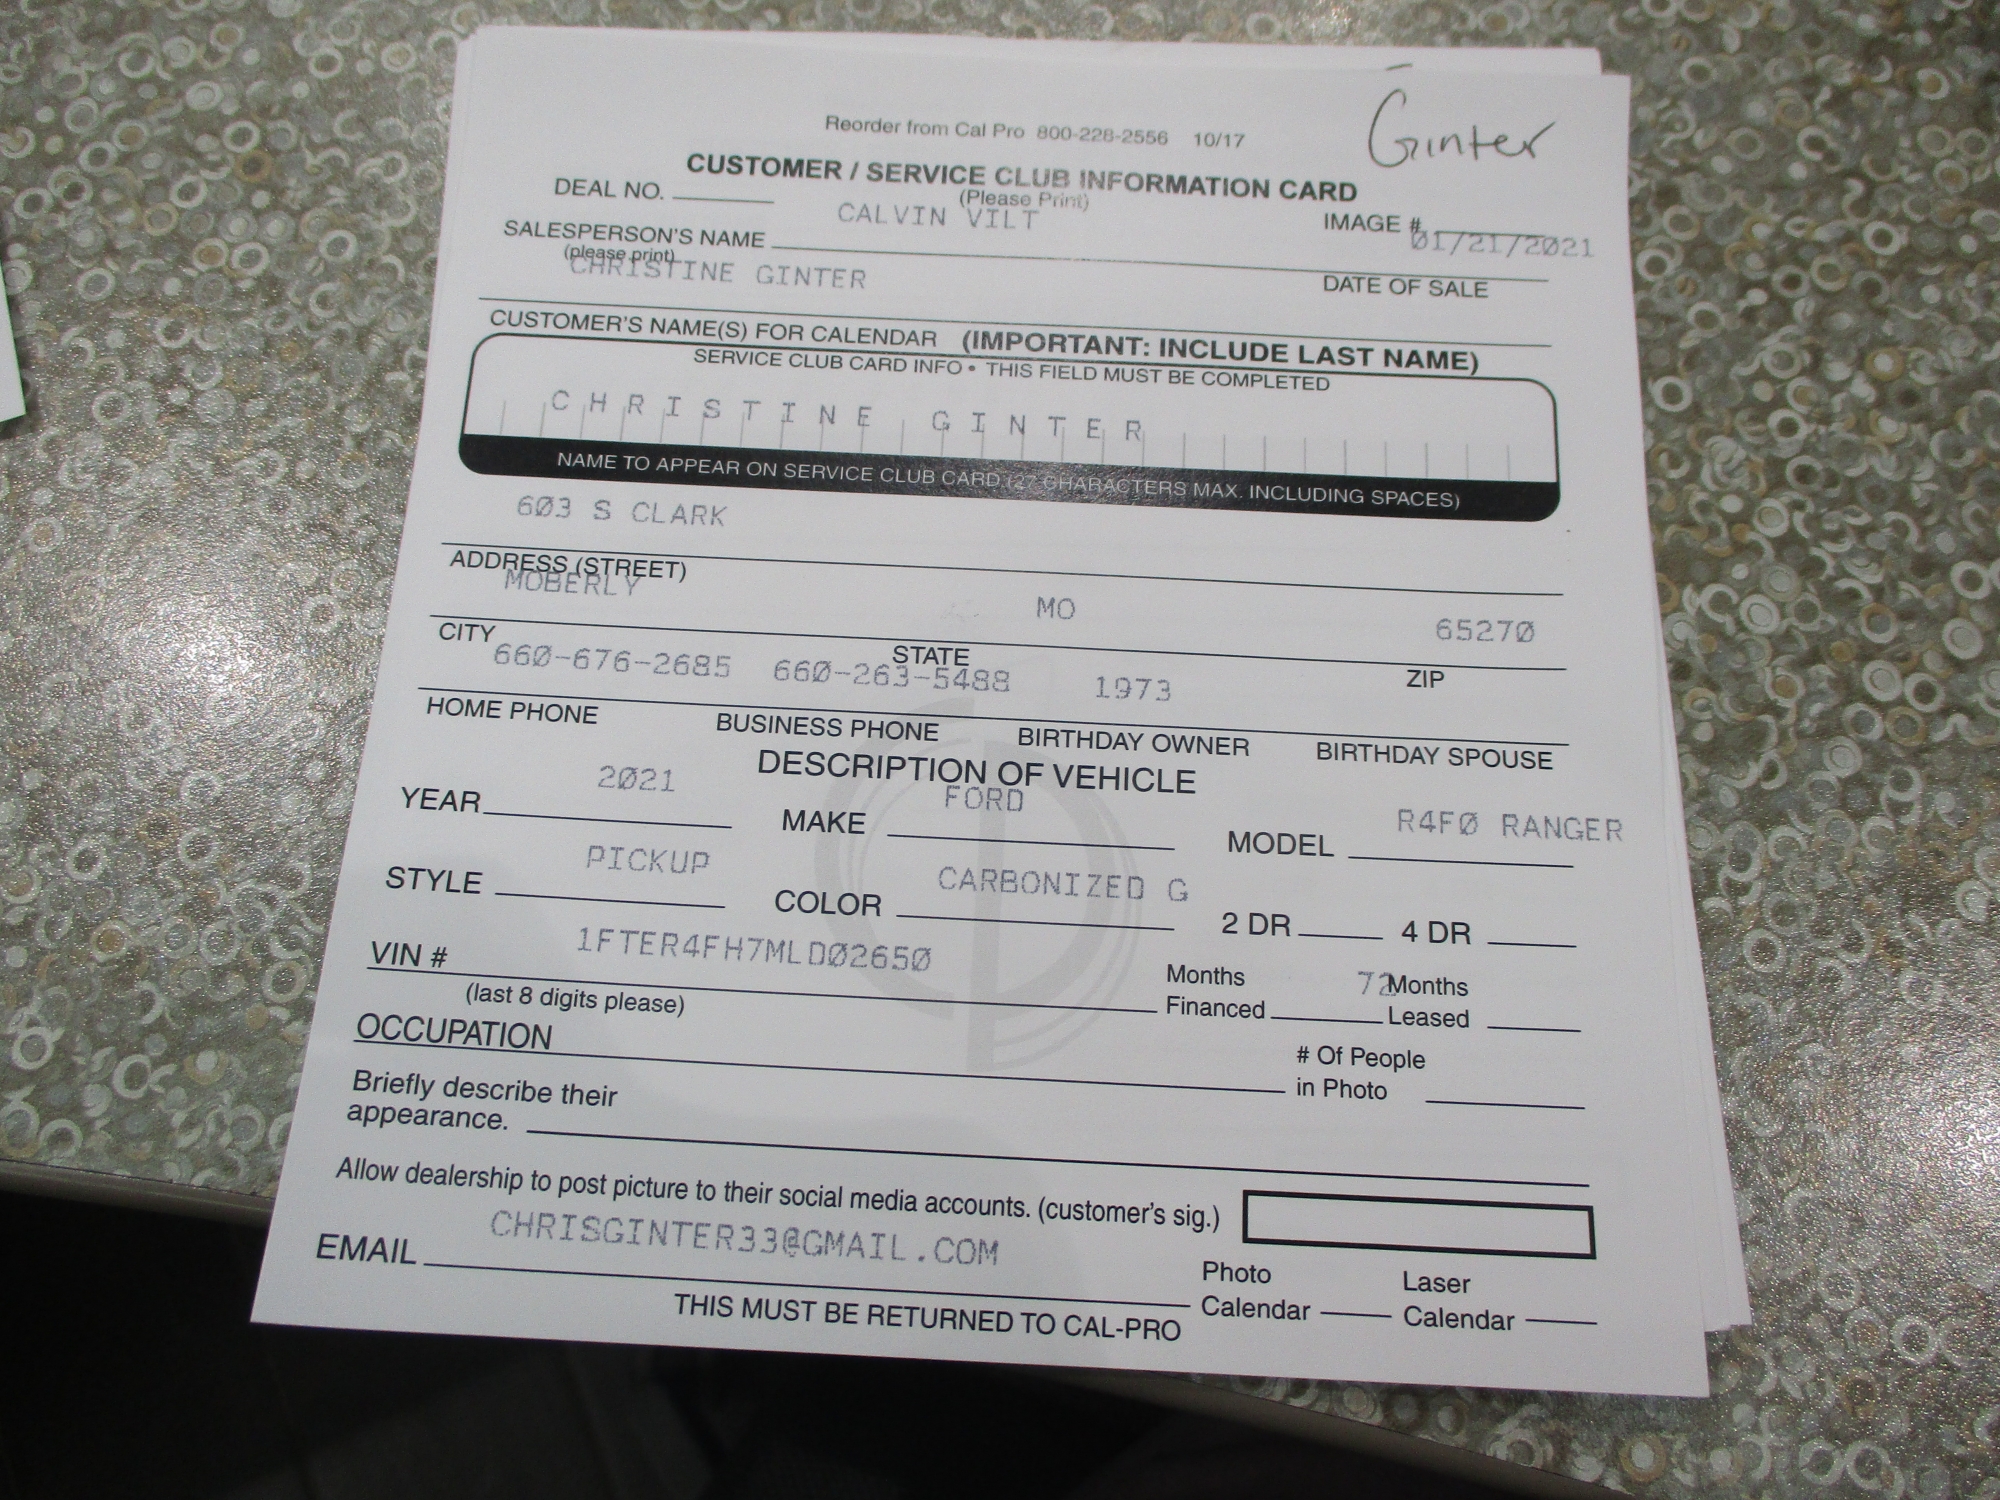 Ginter
Reorder from Cal Pro 800-228-2556 10/17
CUSTOMER / SERVICE CLUB INFORMATION CARD
(Please Print)
DEAL NO.
IMAGE #
CALVIN VILT
01/21/2021
SALESPERSON'S NAME
(please print)
DATE OF SALE
CHRISTINE GINTER
CUSTOMER'S NAME(S) FOR CALENDAR (IMPORTANT: INCLUDE LAST NAME)
SERVICE CLUB CARD INFO • THIS FIELD MUST BE COMPLETED
CHRISTINE GINTER
NAME TO APPEAR ON SERVICE CLUB CARD (27 CHARACTERS MAX. INCLUDING SPACES)
603 S CLARK
ADDRESS (STREET)
MOBERLY MO 65270
CITY STATE ZIP
660-676-2685 660-263-5488 1973
HOME PHONE BUSINESS PHONE BIRTHDAY OWNER BIRTHDAY SPOUSE
DESCRIPTION OF VEHICLE
YEAR 2021 MAKE FORD MODEL R4F0 RANGER
STYLE PICKUP COLOR CARBONIZED G 2 DR 4 DR
VIN # 1FTER4FH7MLD02650
(last 8 digits please)
Months Financed 72 Months Leased
OCCUPATION
# Of People in Photo
Briefly describe their
appearance.
Allow dealership to post picture to their social media accounts. (customer's sig.)
EMAIL CHRISGINTER33@GMAIL.COM
Photo Calendar Laser Calendar
THIS MUST BE RETURNED TO CAL-PRO